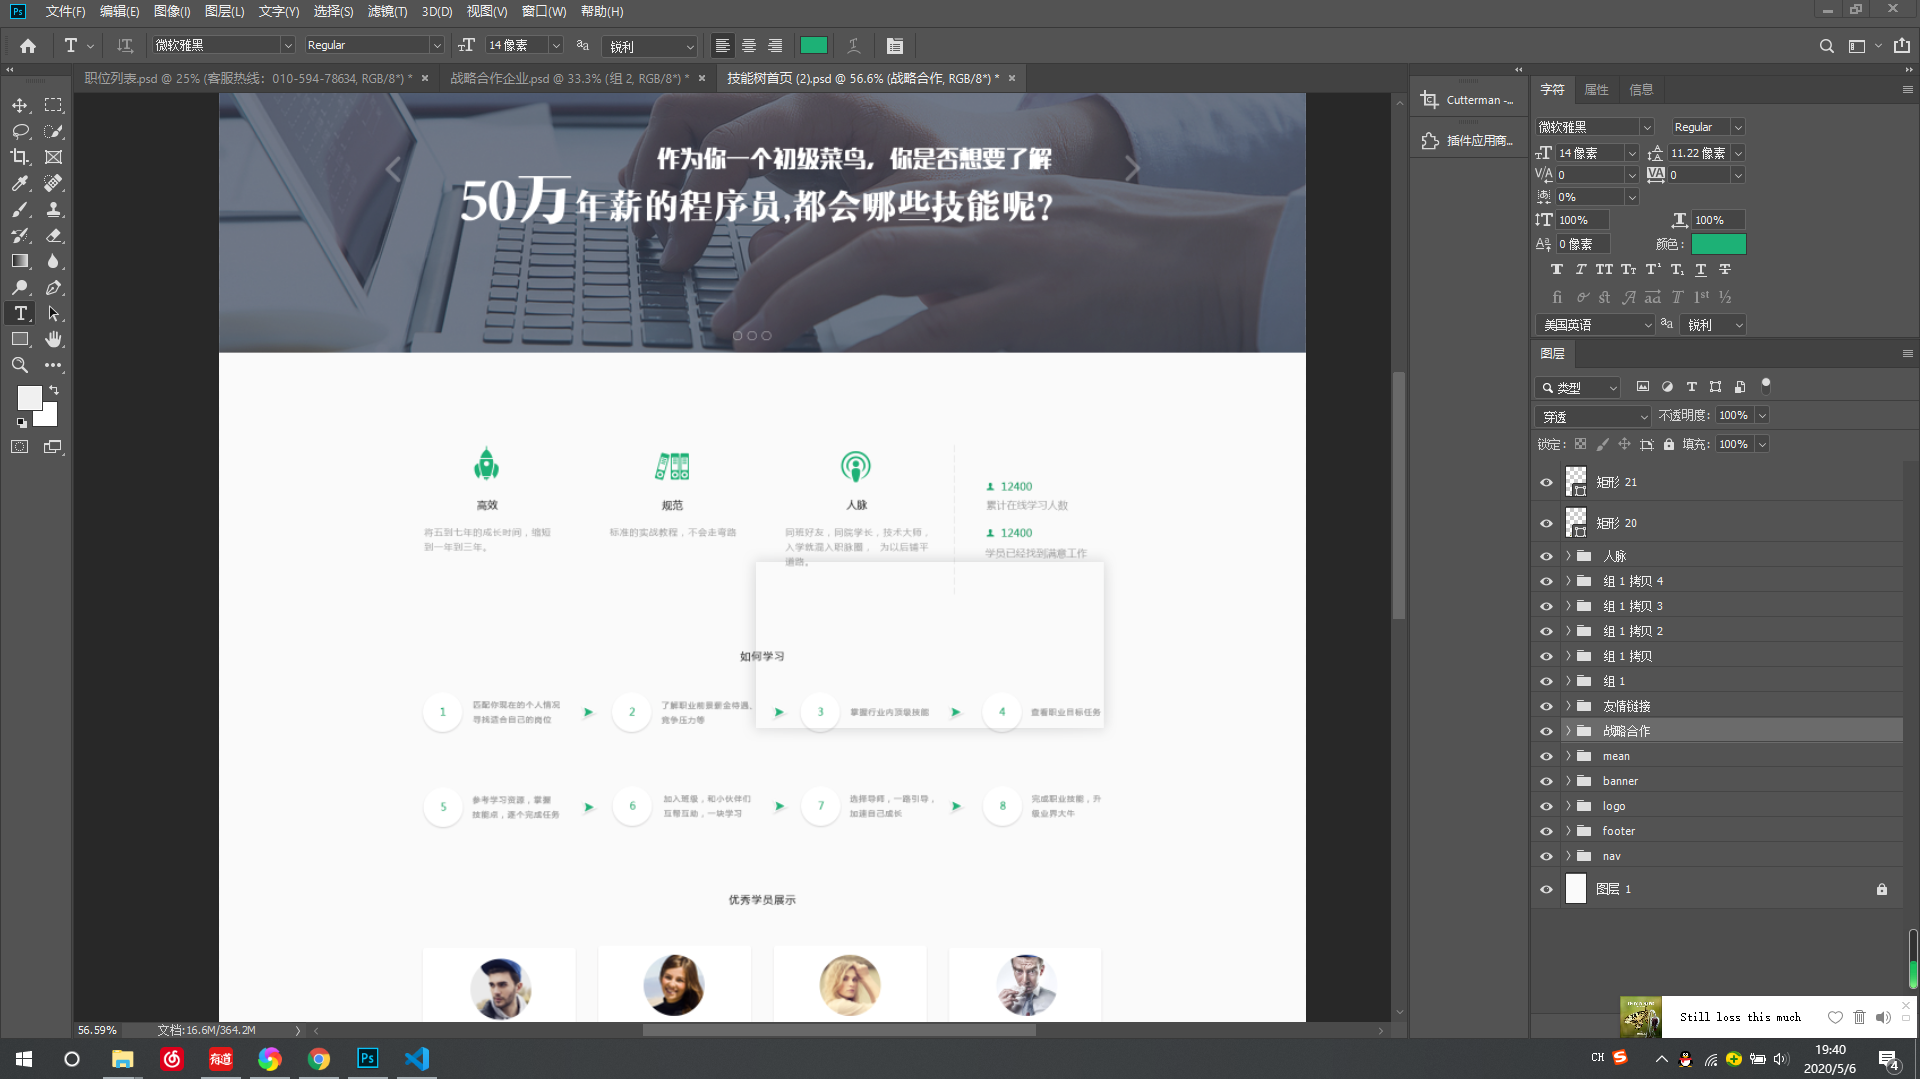 文件(F) 编辑(E) 图像(I) 图层(L) 文字(Y) 选择(S) 滤镜(T) 3D(D) 视图(V) 窗口(W) 帮助(H)
微软雅黑 Regular 14 像素 锐利
职位列表.psd @ 25% (客服热线：010-594-78634, RGB/8*) * 战略合作企业.psd @ 33.3% (组 2, RGB/8*) * 技能树首页 (2).psd @ 56.6% (战略合作, RGB/8*) *
作为你一个初级菜鸟，你是否想要了解
50万年薪的程序员,都会哪些技能呢?
高效
将五到七年的成长时间，缩短
到一年到三年。
规范
标准的实战教程，不会走弯路
人脉
同班好友，同院学长，技术大师，
入学就混入职脉圈， 为以后铺平
道路。
12400
累计在线学习人数
12400
学员已经找到满意工作
如何学习
1
匹配你现在的个人情况
寻找适合自己的岗位
2
了解职业前景薪金待遇、
竞争压力等
3
掌握行业内顶级技能
4
查看职业目标任务
5
参考学习资源，掌握
技能点，逐个完成任务
6
加入班级，和小伙伴们
互帮互助，一块学习
7
选择导师，一路引导，
加速自己成长
8
完成职业技能，升
级业界大牛
优秀学员展示
56.59% 文档:16.6M/364.2M
Cutterman -...
插件应用商...
字符 属性 信息
微软雅黑 Regular
14 像素 11.22 像素
0 0
0%
100% 100%
0 像素 颜色:
美国英语 锐利
图层
类型
穿透 不透明度: 100%
锁定: 填充: 100%
矩形 21
矩形 20
人脉
组 1 拷贝 4
组 1 拷贝 3
组 1 拷贝 2
组 1 拷贝
组 1
友情链接
战略合作
mean
banner
logo
footer
nav
图层 1
Still loss this much
CH
19:40
2020/5/6
4